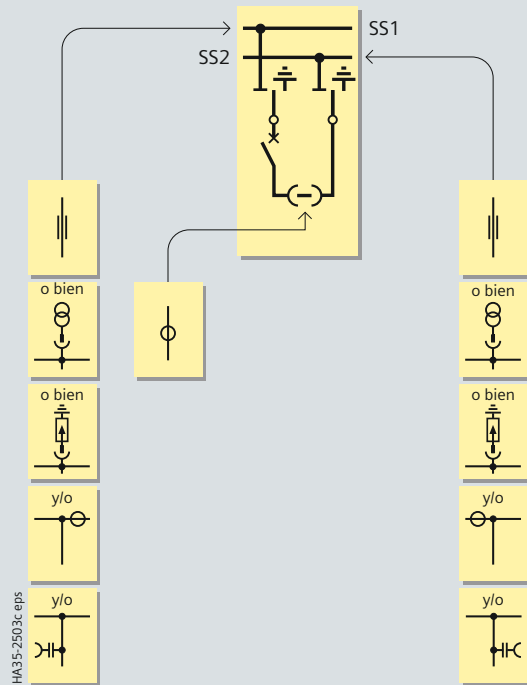 SS1
SS2
o bien
o bien
o bien
o bien
y/o
y/o
y/o
y/o
HA35-2503c eps